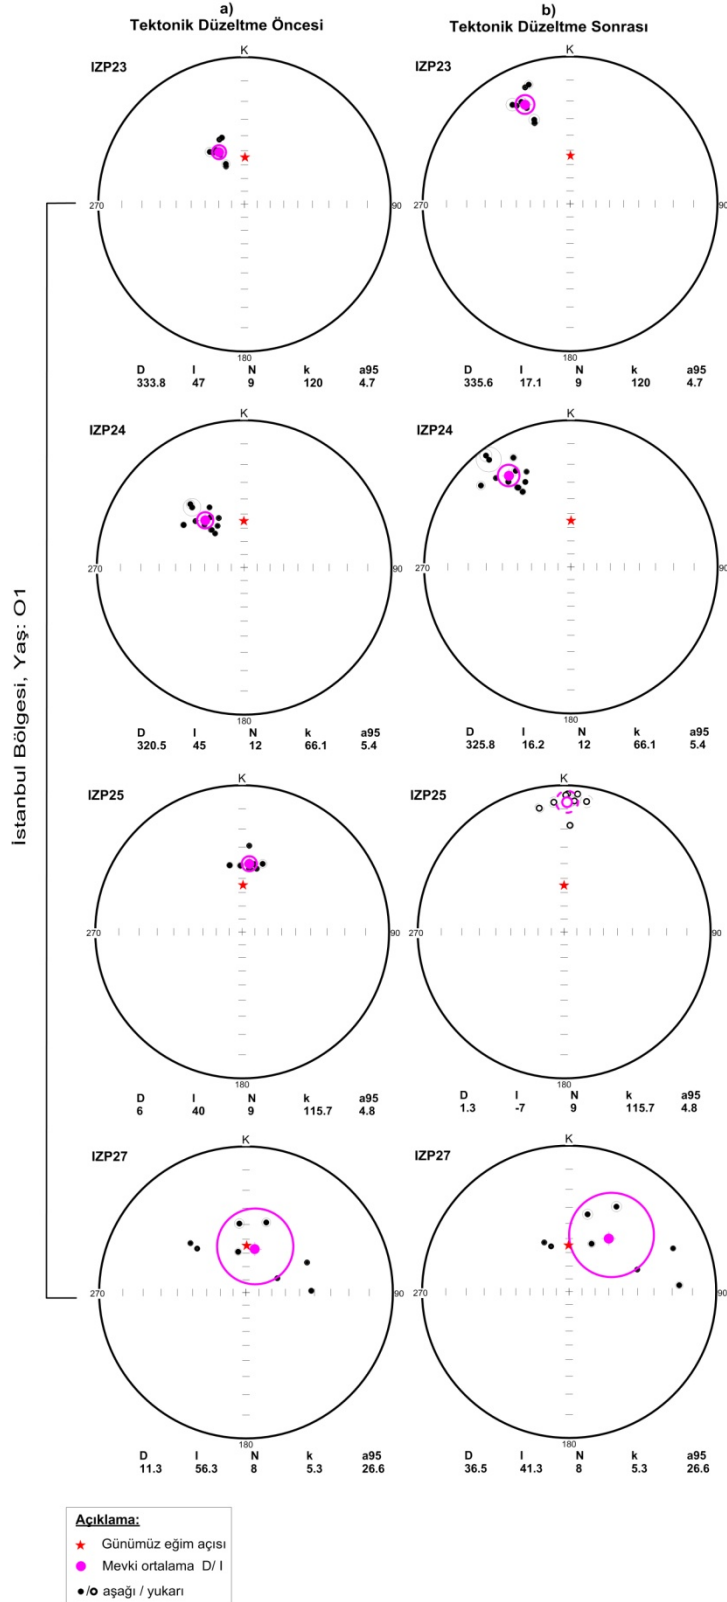 a)
Tektonik Düzeltme Öncesi
b)
Tektonik Düzeltme Sonrası
İstanbul Bölgesi, Yaş: O1
IZP23
K
270
90
180
D I N k a95
333.8 47 9 120 4.7
IZP23
K
270
90
180
D I N k a95
335.6 17.1 9 120 4.7
IZP24
K
270
90
180
D I N k a95
320.5 45 12 66.1 5.4
IZP24
K
270
90
180
D I N k a95
325.8 16.2 12 66.1 5.4
IZP25
K
270
90
180
D I N k a95
6 40 9 115.7 4.8
IZP25
K
270
90
180
D I N k a95
1.3 -7 9 115.7 4.8
IZP27
K
270
90
180
D I N k a95
11.3 56.3 8 5.3 26.6
IZP27
K
270
90
180
D I N k a95
36.5 41.3 8 5.3 26.6
Açıklama:
Günümüz eğim açısı
Mevki ortalama D/ I
/ aşağı / yukarı